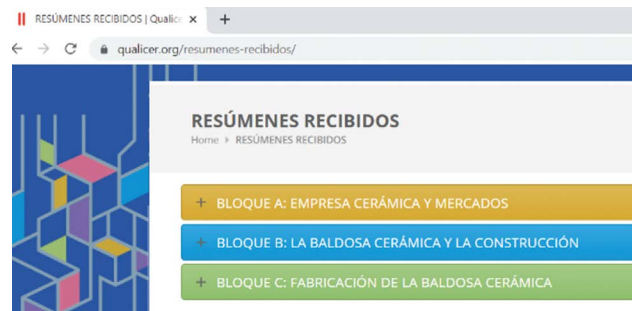 RESÚMENES RECIBIDOS | Qualic
qualicer.org/resumenes-recibidos/
RESÚMENES RECIBIDOS
Home RESÚMENES RECIBIDOS
+ BLOQUE A: EMPRESA CERÁMICA Y MERCADOS
+ BLOQUE B: LA BALDOSA CERÁMICA Y LA CONSTRUCCIÓN
+ BLOQUE C: FABRICACIÓN DE LA BALDOSA CERÁMICA